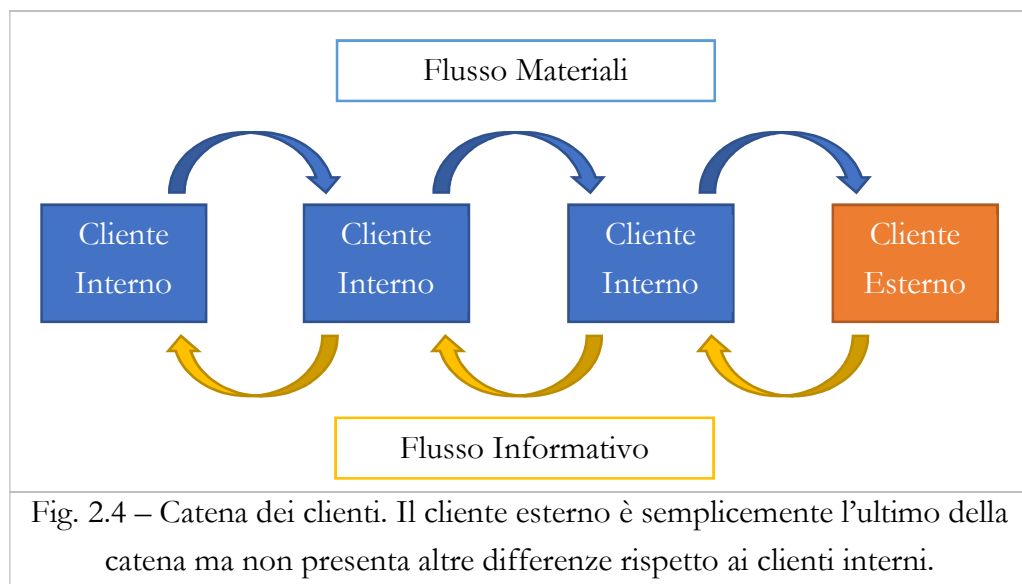 Flusso Materiali
Cliente
Interno
Cliente
Interno
Cliente
Interno
Cliente
Esterno
Flusso Informativo
Fig. 2.4 – Catena dei clienti. Il cliente esterno è semplicemente l’ultimo della
catena ma non presenta altre differenze rispetto ai clienti interni.